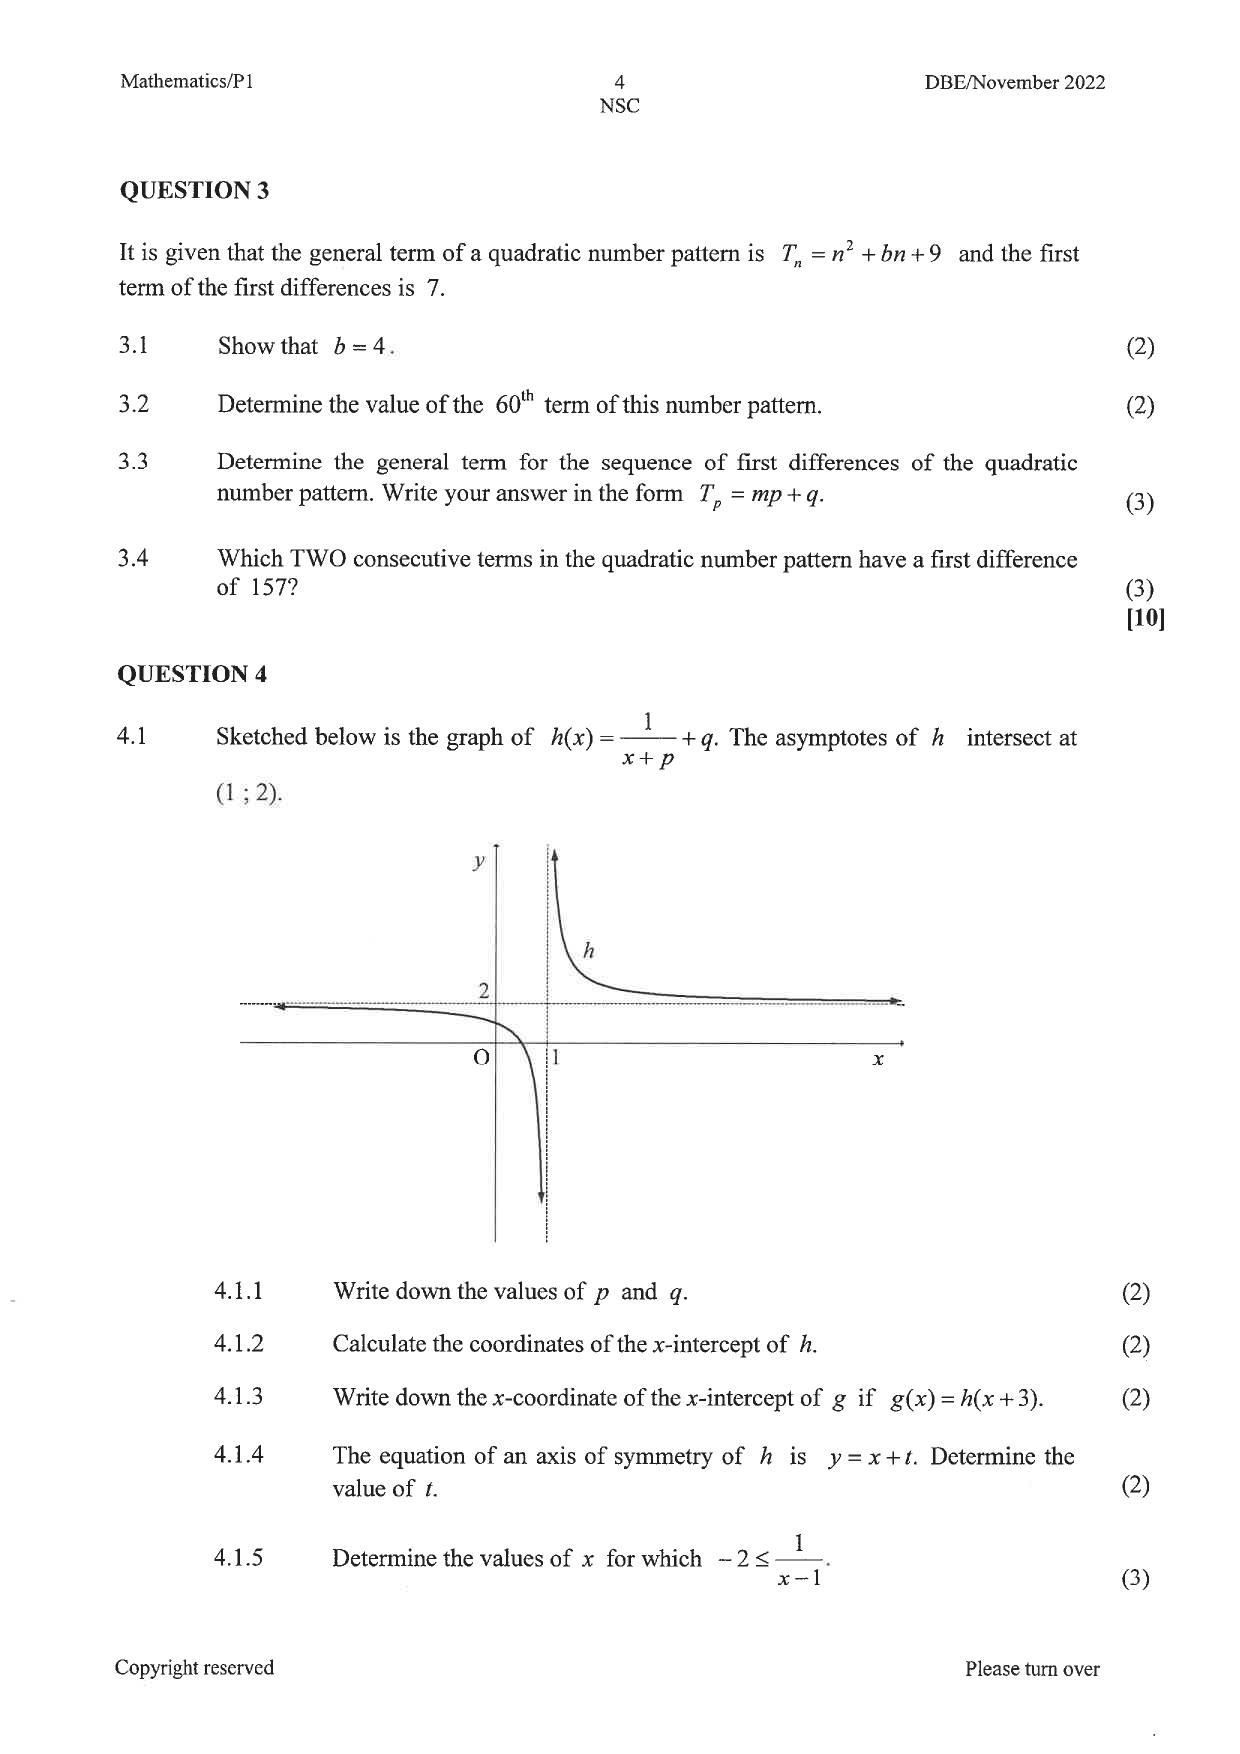 Mathematics/P1 4 DBE/November 2022
NSC
QUESTION 3
It is given that the general term of a quadratic number pattern is Tₙ = n² + bn + 9 and the first
term of the first differences is 7.
3.1 Show that b = 4. (2)
3.2 Determine the value of the 60ᵗʰ term of this number pattern. (2)
3.3 Determine the general term for the sequence of first differences of the quadratic
number pattern. Write your answer in the form Tₚ = mp + q. (3)
3.4 Which TWO consecutive terms in the quadratic number pattern have a first difference
of 157? (3)
[10]
QUESTION 4
4.1 Sketched below is the graph of h(x) = 1/(x + p) + q. The asymptotes of h intersect at
(1 ; 2).
y
h
2
O 1 x
4.1.1 Write down the values of p and q. (2)
4.1.2 Calculate the coordinates of the x-intercept of h. (2)
4.1.3 Write down the x-coordinate of the x-intercept of g if g(x) = h(x + 3). (2)
4.1.4 The equation of an axis of symmetry of h is y = x + t. Determine the
value of t. (2)
4.1.5 Determine the values of x for which − 2 ≤ 1/(x − 1). (3)
Copyright reserved Please turn over